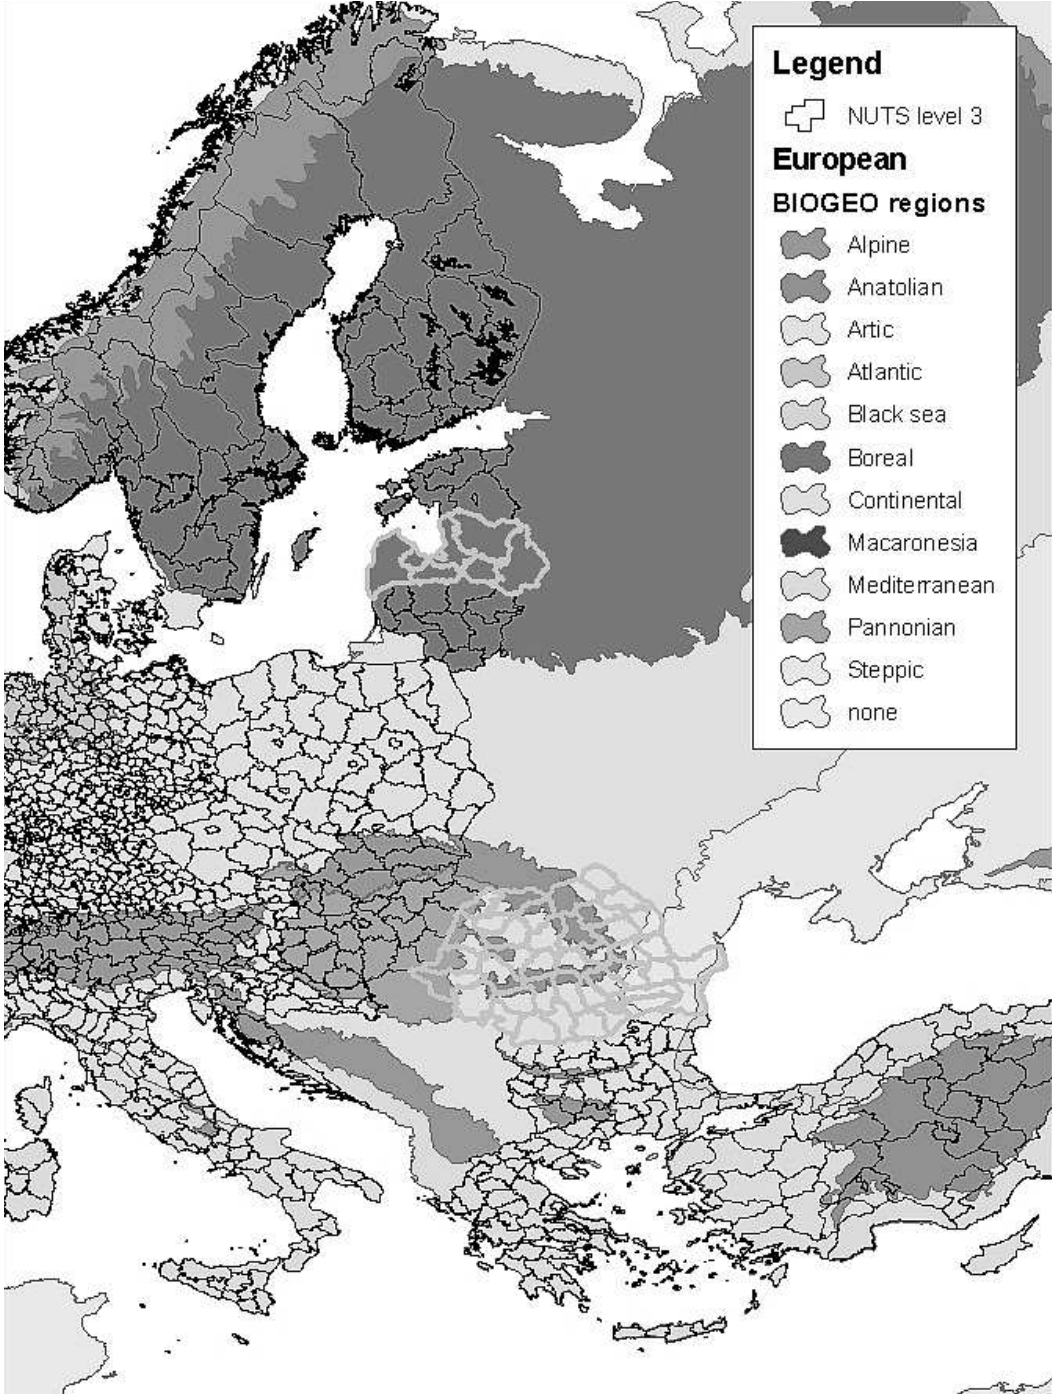 Legend
NUTS level 3
European
BIOGEO regions
Alpine
Anatolian
Artic
Atlantic
Black sea
Boreal
Continental
Macaronesia
Mediterranean
Pannonian
Steppic
none